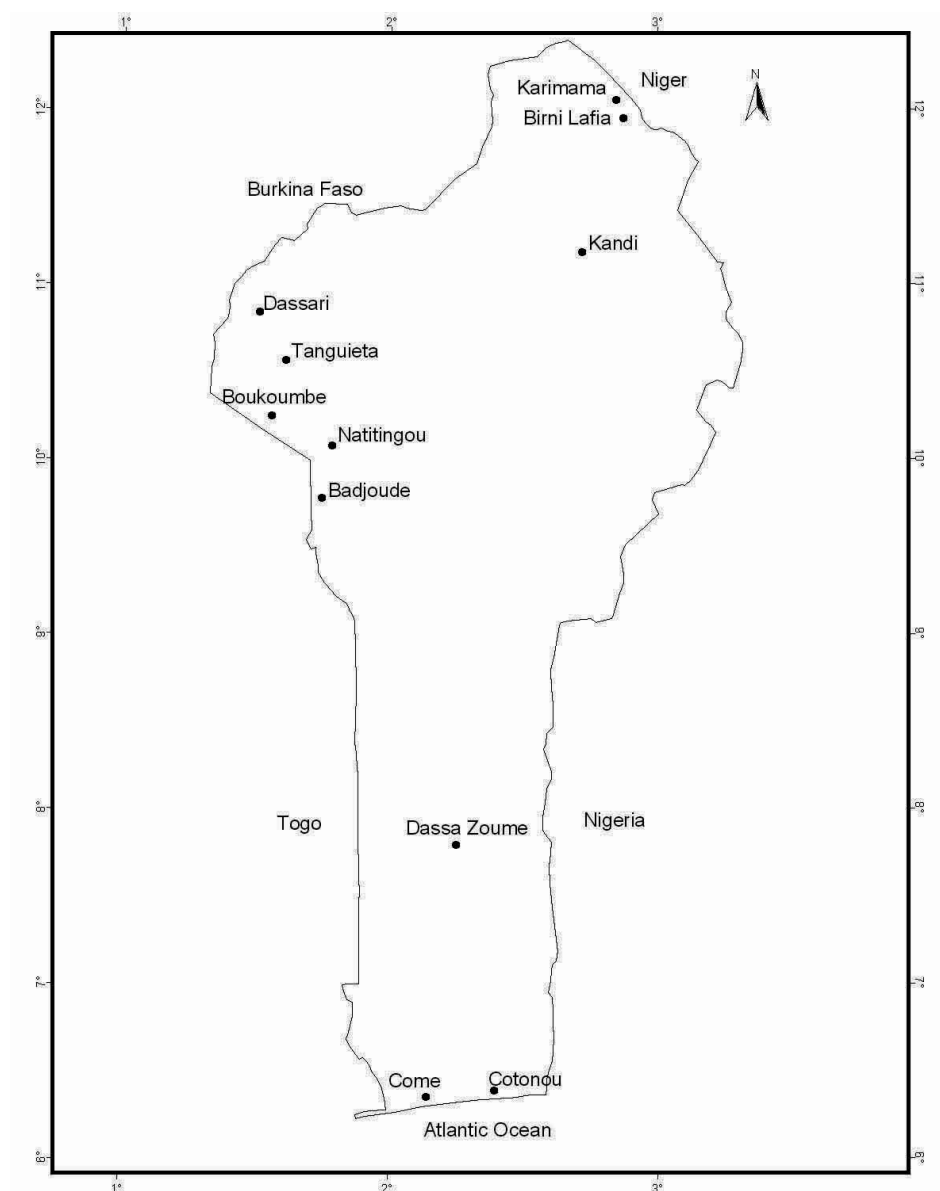 1° 2° 3°
N
Niger
Karimama
12° 12°
Birni Lafia
Burkina Faso
Kandi
11° 11°
Dassari
Tanguieta
Boukoumbe
Natitingou
10° 10°
Badjoude
9° 9°
8° 8°
Togo
Dassa Zoume
Nigeria
7° 7°
Come
Cotonou
Atlantic Ocean
6° 6°
1° 2° 3°